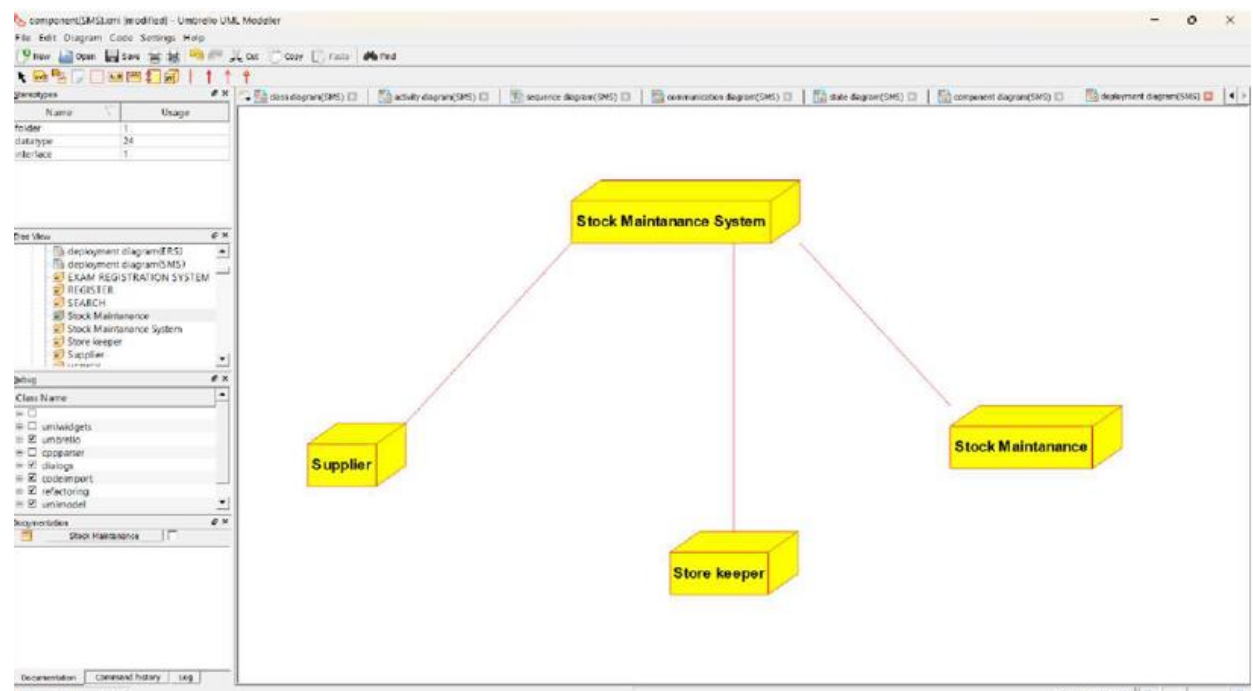 component(SMS).xmi [modified] - Umbrello UML Modeller
File Edit Diagram Code Settings Help
New Open Save Cut Copy Paste Find
Stereotypes
Name Usage
folder 1
datatype 24
interface 1
class diagram(SMS) activity diagram(SMS) sequence diagram(SMS) communication diagram(SMS) state diagram(SMS) component diagram(SMS) deployment diagram(SMS)
Tree View
deployment diagram(ERS)
deployment diagram(SMS)
EXAM REGISTRATION SYSTEM
REGISTER
SEARCH
Stock Maintanance
Stock Maintanance System
Store keeper
Supplier
Debug
Class Name
umlwidgets
umbrello
cppparser
dialogs
codeimport
refactoring
umlmodel
Documentation
Stock Maintanance
Documentation Command history Log
Stock Maintanance System
Supplier
Stock Maintanance
Store keeper